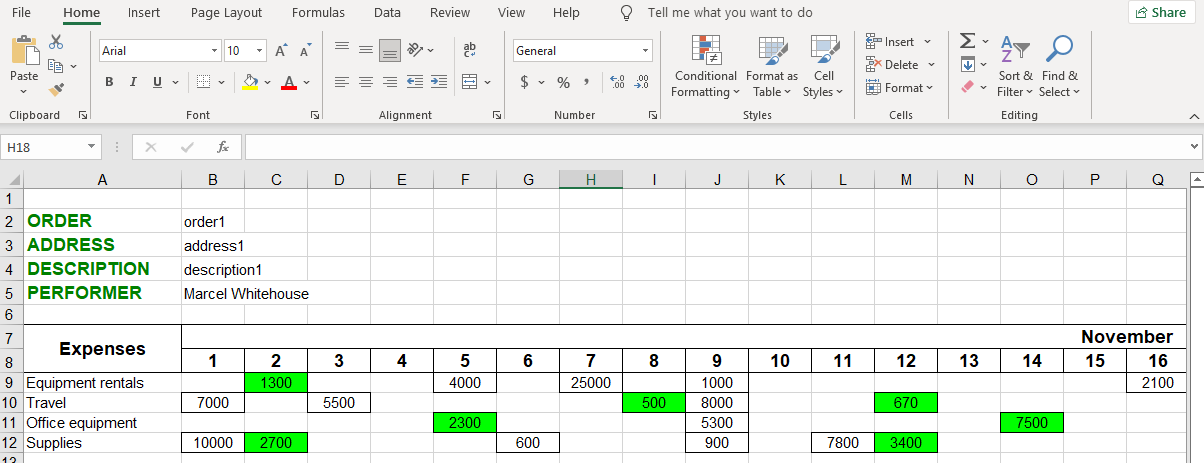 File Home Insert Page Layout Formulas Data Review View Help Tell me what you want to do Share
Paste
Arial 10 A A
B I U A
ab
General
$ % , .0 .00
Conditional Formatting
Format as Table
Cell Styles
Insert
Delete
Format
Sort & Filter
Find & Select
Clipboard Font Alignment Number Styles Cells Editing
H18 fx
A B C D E F G H I J K L M N O P Q
1
2 ORDER order1
3 ADDRESS address1
4 DESCRIPTION description1
5 PERFORMER Marcel Whitehouse
6
7 Expenses November
8 1 2 3 4 5 6 7 8 9 10 11 12 13 14 15 16
9 Equipment rentals 1300 4000 25000 1000 2100
10 Travel 7000 5500 500 8000 670
11 Office equipment 2300 5300 7500
12 Supplies 10000 2700 600 900 7800 3400
13